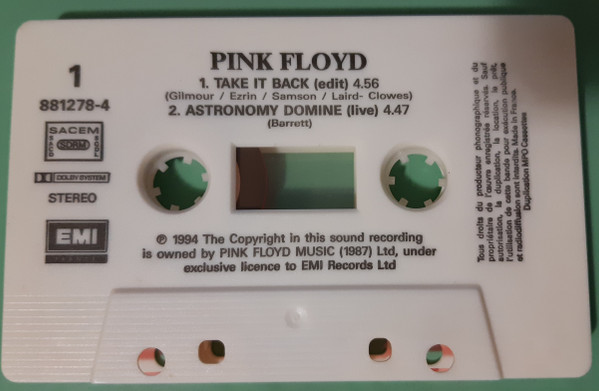 PINK FLOYD
1
1. TAKE IT BACK (edit) 4.56
(Gilmour / Ezrin / Samson / Laird- Clowes)
881278-4
2. ASTRONOMY DOMINE (live) 4.47
(Barrett)
SACEM
SDRM
DOLBY SYSTEM
STEREO
EMI
℗ 1994 The Copyright in this sound recording
is owned by PINK FLOYD MUSIC (1987) Ltd, under
exclusive licence to EMI Records Ltd
Tous droits du producteur phonographique et du
propriétaire de l'œuvre enregistrée réservés. Sauf
autorisation, la duplication, la location, le prêt,
l'utilisation de cette bande pour exécution publique
et radiodiffusion sont interdits. Made in France.
Duplication MPO Cassettes